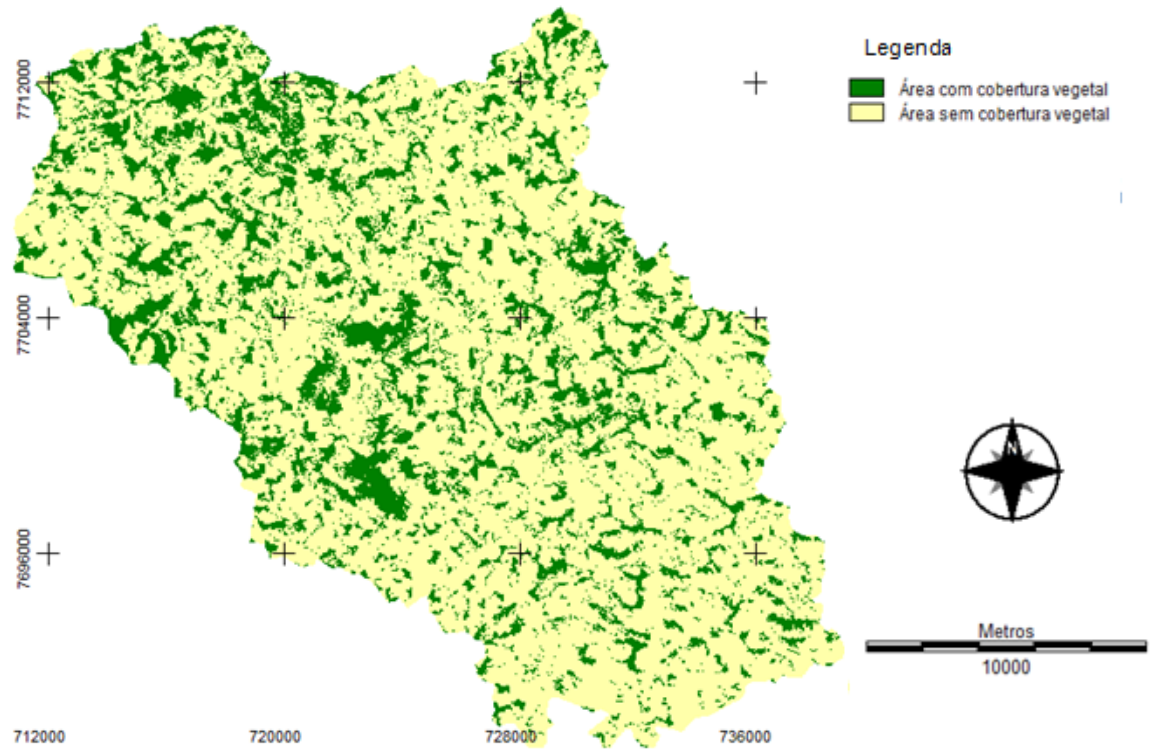 Legenda
Área com cobertura vegetal
Área sem cobertura vegetal
7712000
7704000
7696000
Metros
10000
712000
720000
728000
736000